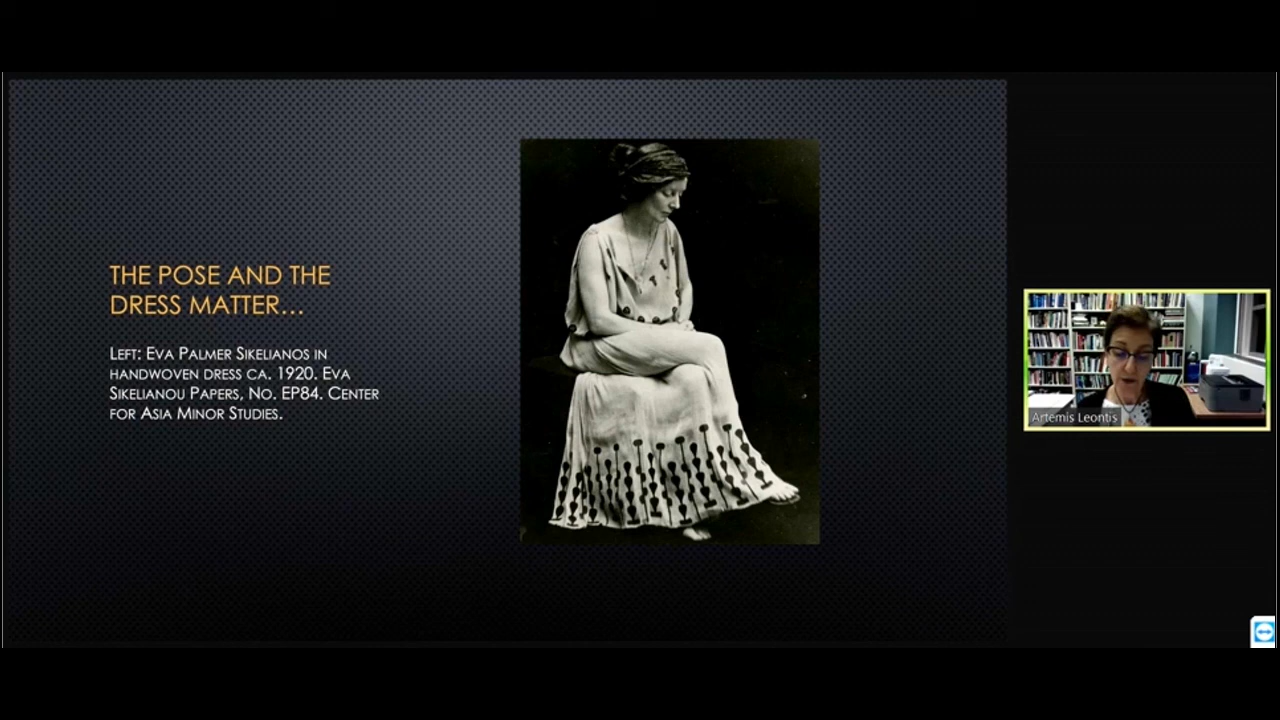 THE POSE AND THE
DRESS MATTER...
LEFT: EVA PALMER SIKELIANOS IN
HANDWOVEN DRESS CA. 1920. EVA
SIKELIANOU PAPERS, NO. EP84. CENTER
FOR ASIA MINOR STUDIES.
Artemis Leontis